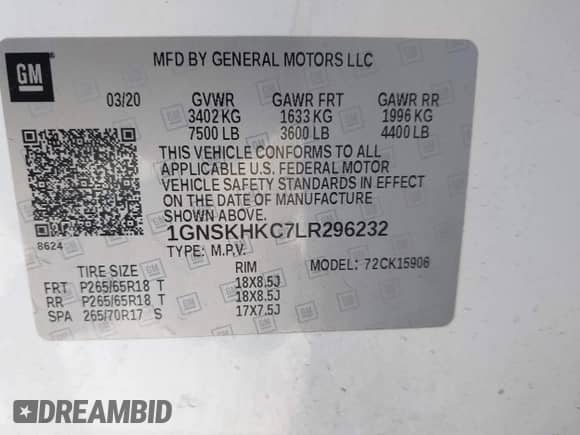 GM
MFD BY GENERAL MOTORS LLC
03/20 GVWR GAWR FRT GAWR RR
3402 KG 1633 KG 1996 KG
7500 LB 3600 LB 4400 LB
THIS VEHICLE CONFORMS TO ALL
APPLICABLE U.S. FEDERAL MOTOR
VEHICLE SAFETY STANDARDS IN EFFECT
ON THE DATE OF MANUFACTURE
SHOWN ABOVE.
8624
1GNSKHKC7LR296232
TYPE: M.P.V. MODEL: 72CK15906
TIRE SIZE RIM
FRT P265/65R18 T 18X8.5J
RR P265/65R18 T 18X8.5J
SPA 265/70R17 S 17X7.5J
DREAMBID